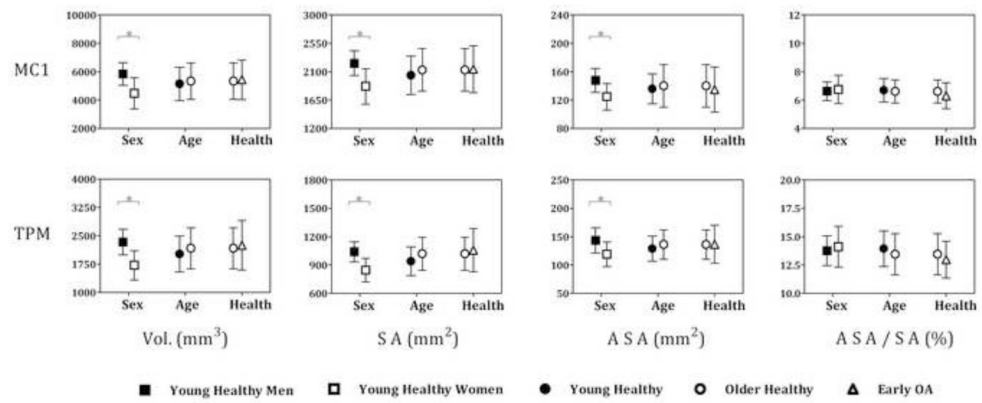 10000 3000 200 12
8000 2550 160 10
MC1 6000 2100 120 8
4000 1650 80 6
2000 1200 4
Sex Age Health Sex Age Health Sex Age Health Sex Age Health
* * *
4000 1800 250 20.0
3250 1500 200 17.5
TPM 2500 1200 150 15.0
1750 900 100 12.5
1000 600 50 10.0
Sex Age Health Sex Age Health Sex Age Health Sex Age Health
* * *
Vol. (mm³) S A (mm²) A S A (mm²) A S A / S A (%)
Young Healthy Men Young Healthy Women Young Healthy Older Healthy Early OA